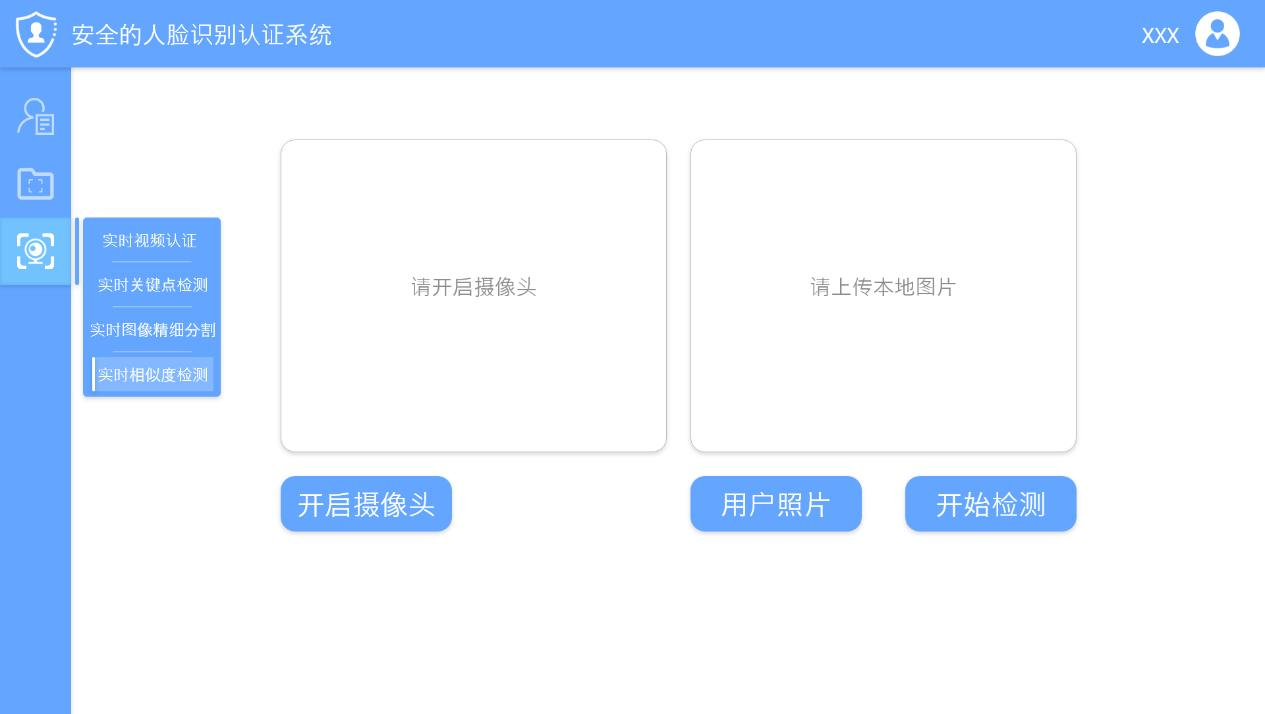 安全的人脸识别认证系统
XXX
实时视频认证
实时关键点检测
实时图像精细分割
实时相似度检测
请开启摄像头
请上传本地图片
开启摄像头
用户照片
开始检测